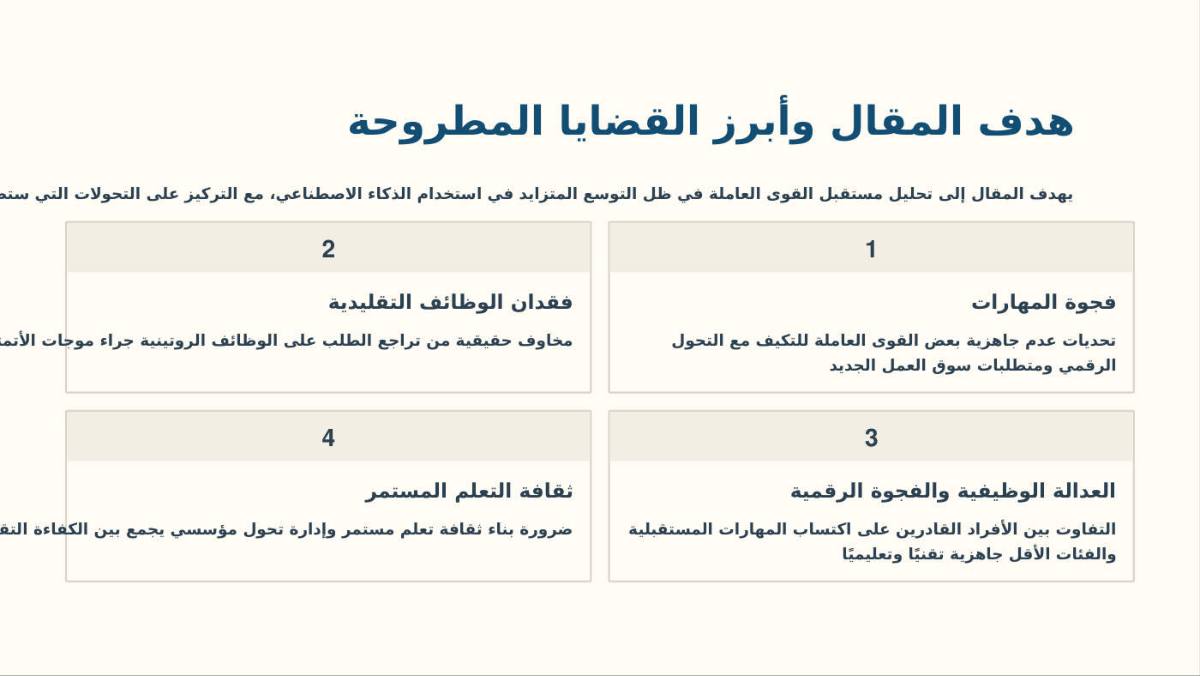 هدف المقال وأبرز القضايا المطروحة
يهدف المقال إلى تحليل مستقبل القوى العاملة في ظل التوسع المتزايد في استخدام الذكاء الاصطناعي، مع التركيز على التحولات التي
1
فجوة المهارات
تحديات عدم جاهزية بعض القوى العاملة للتكيف مع التحول
الرقمي ومتطلبات سوق العمل الجديد
2
فقدان الوظائف التقليدية
مخاوف حقيقية من تراجع الطلب على الوظائف الروتينية جراء موجات
3
العدالة الوظيفية والفجوة الرقمية
التفاوت بين الأفراد القادرين على اكتساب المهارات المستقبلية
والفئات الأقل جاهزية تقنيًا وتعليميًا
4
ثقافة التعلم المستمر
ضرورة بناء ثقافة تعلم مستمر وإدارة تحول مؤسسي يجمع بين الكفاءة